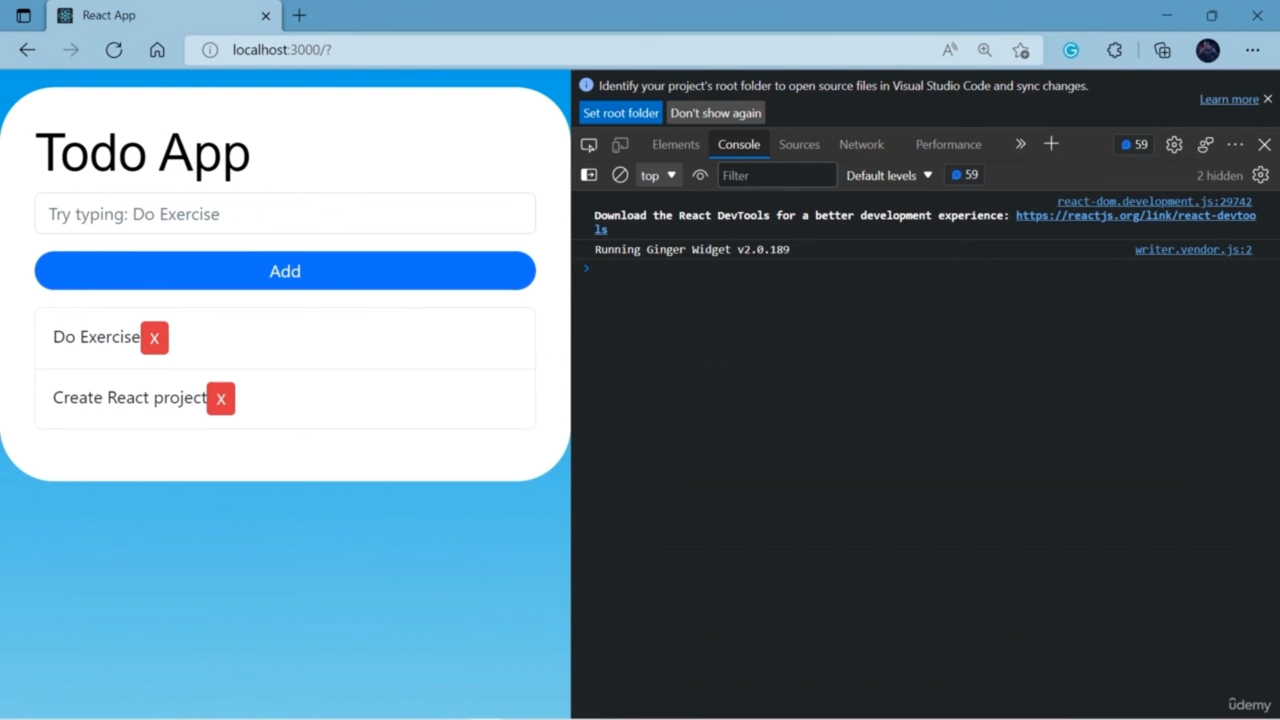 React App
localhost:3000/?
Identify your project's root folder to open source files in Visual Studio Code and sync changes.
Learn more
Set root folder
Don't show again
Elements
Console
Sources
Network
Performance
59
top
Filter
Default levels
59
2 hidden
react-dom.development.js:29742
Download the React DevTools for a better development experience: https://reactjs.org/link/react-devtoo
ls
Running Ginger Widget v2.0.189
writer.vendor.js:2
Todo App
Try typing: Do Exercise
Add
Do Exercise
X
Create React project
X
ûdemy